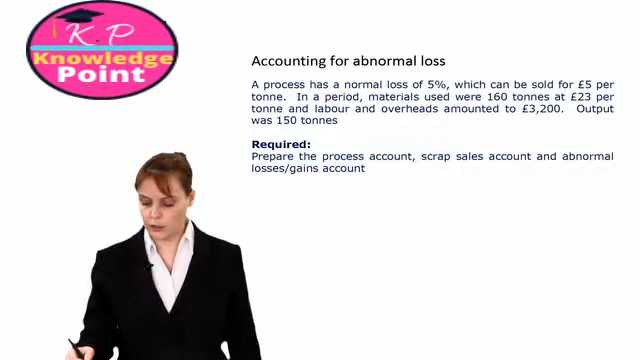 K.P
Knowledge
Point
Accounting for abnormal loss
A process has a normal loss of 5%, which can be sold for £5 per
tonne. In a period, materials used were 160 tonnes at £23 per
tonne and labour and overheads amounted to £3,200. Output
was 150 tonnes
Required:
Prepare the process account, scrap sales account and abnormal
losses/gains account